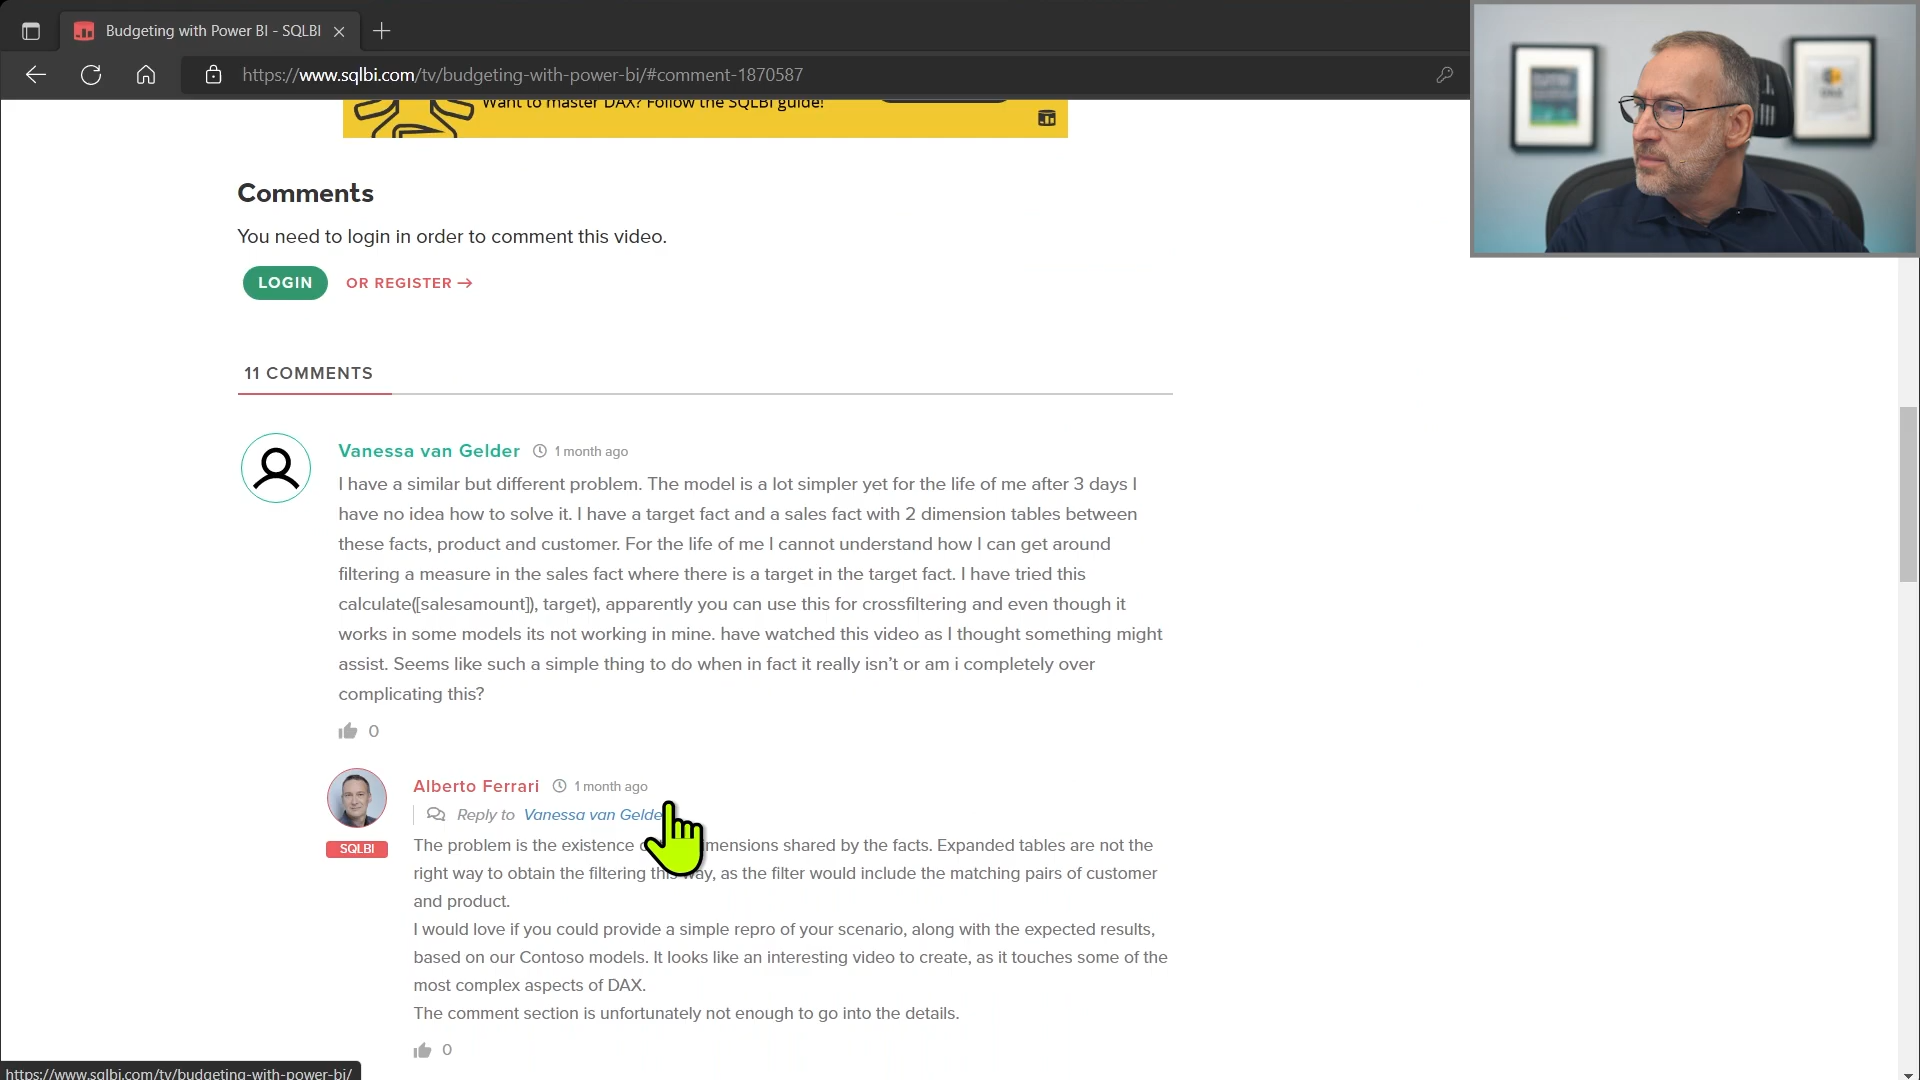 Budgeting with Power BI - SQLBI
https://www.sqlbi.com/tv/budgeting-with-power-bi/#comment-1870587
Want to master DAX? Follow the SQLBI guide!
Comments
You need to login in order to comment this video.
LOGIN OR REGISTER →
11 COMMENTS
Vanessa van Gelder 1 month ago
I have a similar but different problem. The model is a lot simpler yet for the life of me after 3 days I
have no idea how to solve it. I have a target fact and a sales fact with 2 dimension tables between
these facts, product and customer. For the life of me I cannot understand how I can get around
filtering a measure in the sales fact where there is a target in the target fact. I have tried this
calculate([salesamount]), target), apparently you can use this for crossfiltering and even though it
works in some models its not working in mine. have watched this video as I thought something might
assist. Seems like such a simple thing to do when in fact it really isn't or am i completely over
complicating this?
0
Alberto Ferrari 1 month ago
Reply to Vanessa van Gelde
SQLBI
The problem is the existence mensions shared by the facts. Expanded tables are not the
right way to obtain the filtering this way, as the filter would include the matching pairs of customer
and product.
I would love if you could provide a simple repro of your scenario, along with the expected results,
based on our Contoso models. It looks like an interesting video to create, as it touches some of the
most complex aspects of DAX.
The comment section is unfortunately not enough to go into the details.
0
https://www.sqlbi.com/tv/budgeting-with-power-bi/